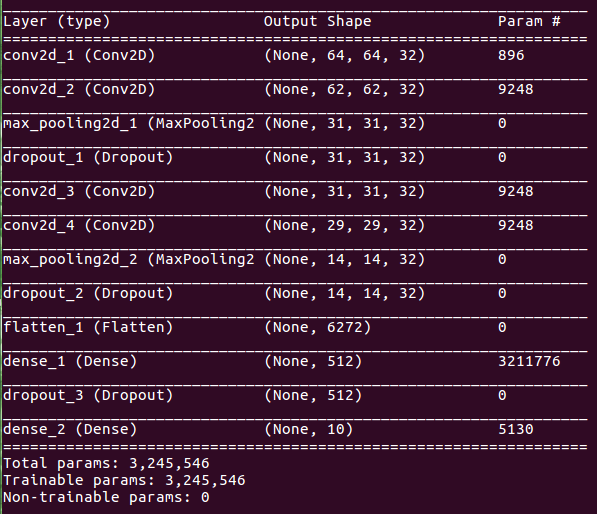 Layer (type) Output Shape Param #
=================================================================
conv2d_1 (Conv2D) (None, 64, 64, 32) 896
conv2d_2 (Conv2D) (None, 62, 62, 32) 9248
max_pooling2d_1 (MaxPooling2 (None, 31, 31, 32) 0
dropout_1 (Dropout) (None, 31, 31, 32) 0
conv2d_3 (Conv2D) (None, 31, 31, 32) 9248
conv2d_4 (Conv2D) (None, 29, 29, 32) 9248
max_pooling2d_2 (MaxPooling2 (None, 14, 14, 32) 0
dropout_2 (Dropout) (None, 14, 14, 32) 0
flatten_1 (Flatten) (None, 6272) 0
dense_1 (Dense) (None, 512) 3211776
dropout_3 (Dropout) (None, 512) 0
dense_2 (Dense) (None, 10) 5130
=================================================================
Total params: 3,245,546
Trainable params: 3,245,546
Non-trainable params: 0